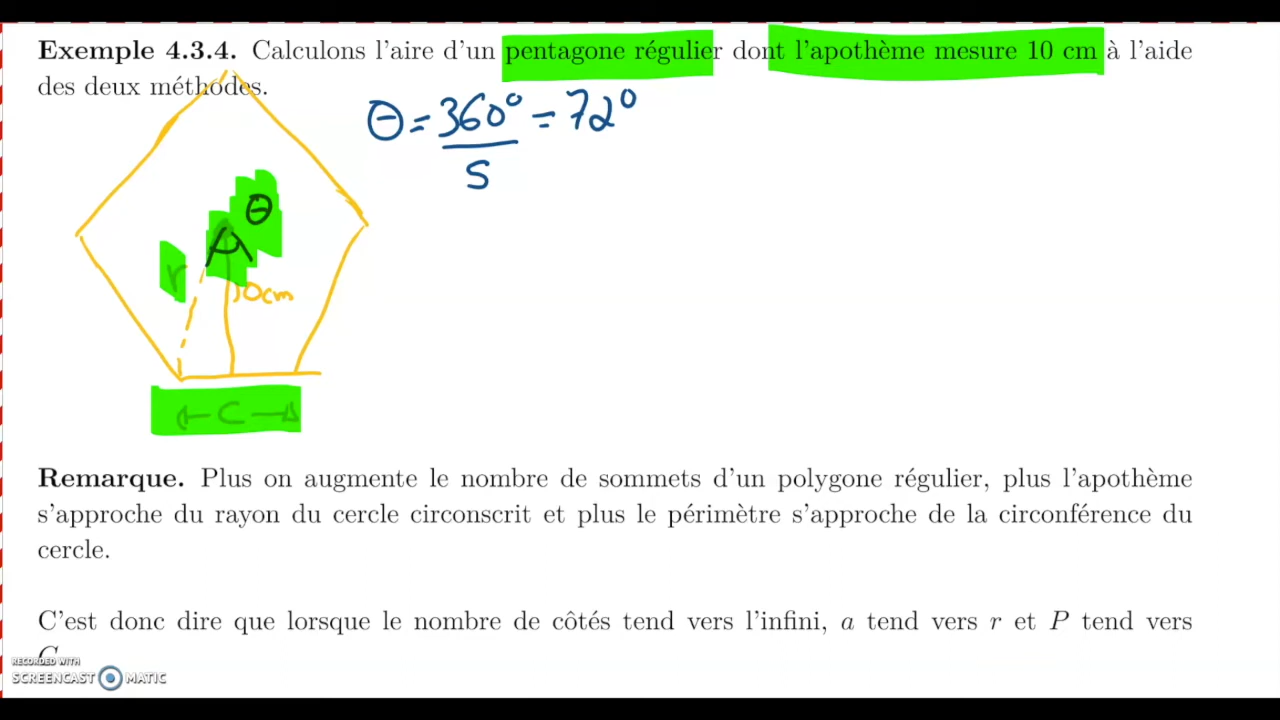 Exemple 4.3.4. Calculons l'aire d'un pentagone régulier dont l'apothème mesure 10 cm à l'aide
des deux méthodes.
θ = 360° = 72°
5
θ
r
10cm
C
Remarque. Plus on augmente le nombre de sommets d'un polygone régulier, plus l'apothème
s'approche du rayon du cercle circonscrit et plus le périmètre s'approche de la circonférence du
cercle.
C'est donc dire que lorsque le nombre de côtés tend vers l'infini, a tend vers r et P tend vers
C
RECORDED WITH
SCREENCAST MATIC